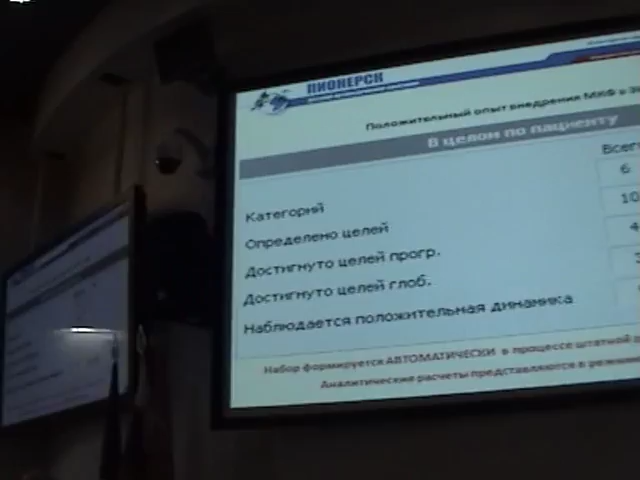 ПИОНЕРСК
Положительный опыт внедрения МКФ в
В целом по пациенту
Всего
Категорий 6
Определено целей 10
Достигнуто целей прогр. 4
Достигнуто целей глоб. 3
Наблюдается положительная динамика
Набор формируется АВТОМАТИЧЕСКИ в процессе штатной
Аналитические расчеты представляются в режиме